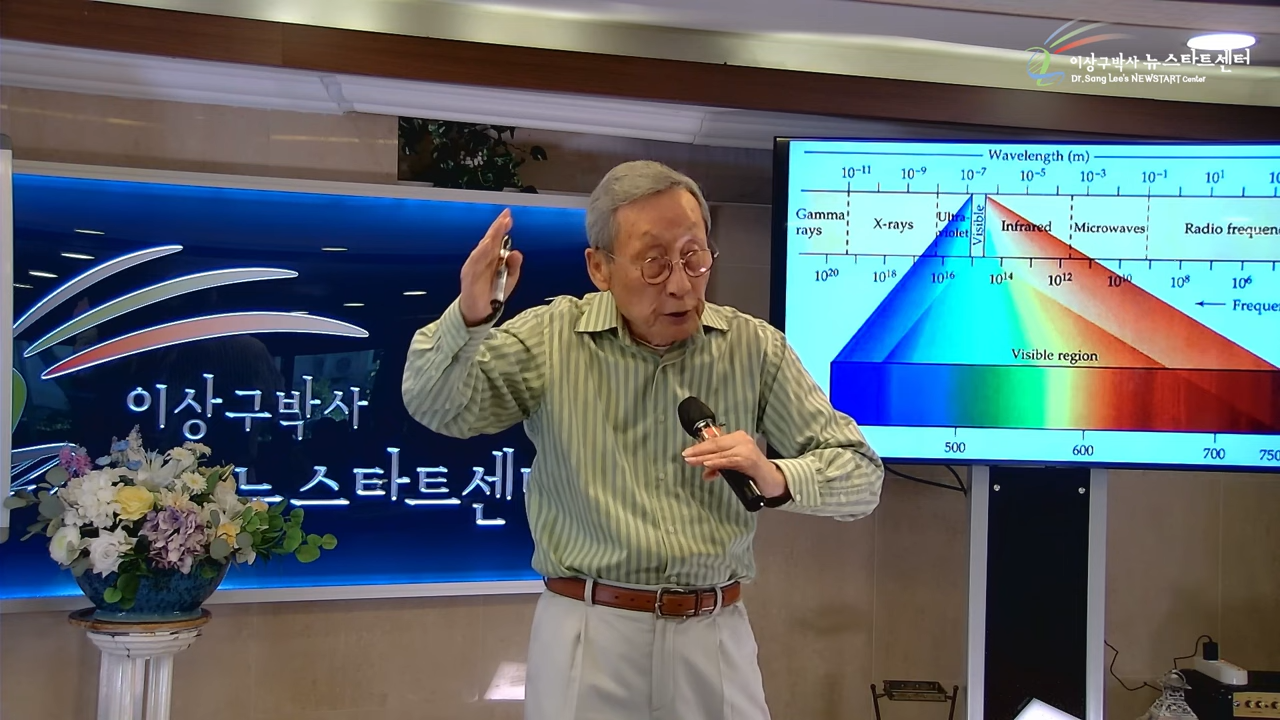 이상구박사 뉴스타트센터
Dr. Sang Lee's NEWSTART Center
이상구박사
뉴스타트센
Wavelength (m)
10⁻¹¹ 10⁻⁹ 10⁻⁷ 10⁻⁵ 10⁻³ 10⁻¹ 10¹
Gamma rays
X-rays
Ultra-violet
Visible
Infrared
Microwaves
Radio frequen
10²⁰ 10¹⁸ 10¹⁶ 10¹⁴ 10¹² 10¹⁰ 10⁸ 10⁶
← Freque
Visible region
500 600 700 750